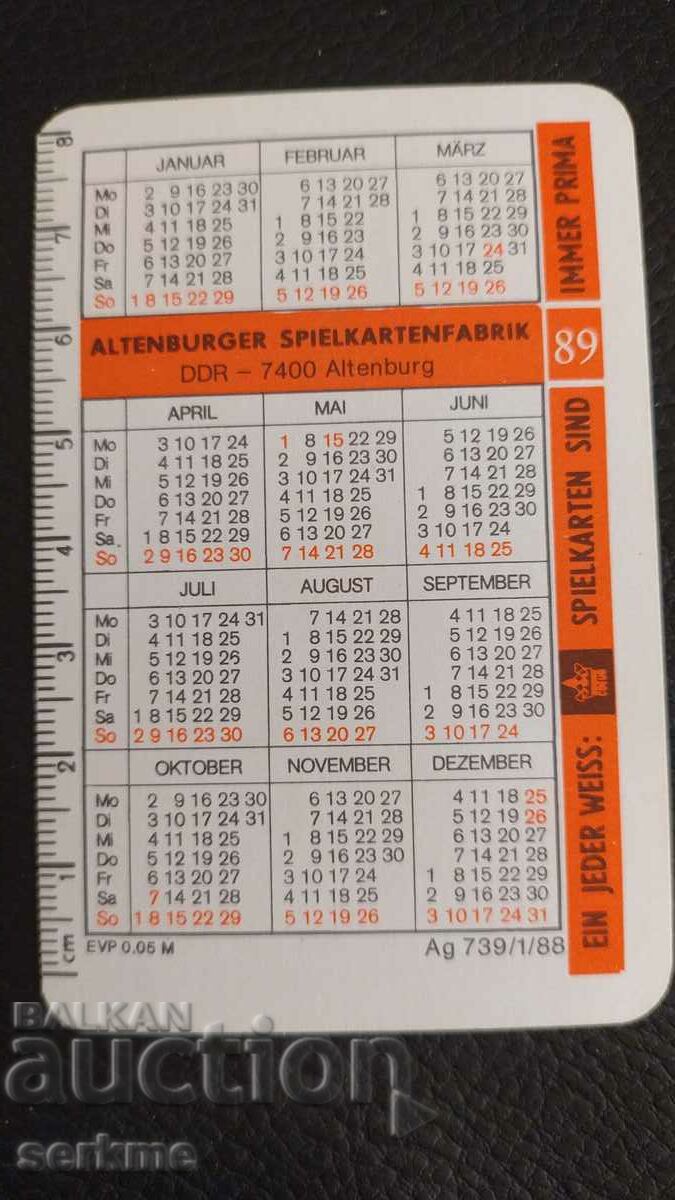 JANUAR FEBRUAR MÄRZ
Mo 2 9 16 23 30 6 13 20 27 6 13 20 27
Di 3 10 17 24 31 7 14 21 28 7 14 21 28
Mi 4 11 18 25 1 8 15 22 1 8 15 22 29
Do 5 12 19 26 2 9 16 23 2 9 16 23 30
Fr 6 13 20 27 3 10 17 24 3 10 17 24 31
Sa 7 14 21 28 4 11 18 25 4 11 18 25
So 1 8 15 22 29 5 12 19 26 5 12 19 26
ALTENBURGER SPIELKARTENFABRIK
DDR – 7400 Altenburg
89
APRIL MAI JUNI
Mo 3 10 17 24 1 8 15 22 29 5 12 19 26
Di 4 11 18 25 2 9 16 23 30 6 13 20 27
Mi 5 12 19 26 3 10 17 24 31 7 14 21 28
Do 6 13 20 27 4 11 18 25 1 8 15 22 29
Fr 7 14 21 28 5 12 19 26 2 9 16 23 30
Sa. 1 8 15 22 29 6 13 20 27 3 10 17 24
So 2 9 16 23 30 7 14 21 28 4 11 18 25
JULI AUGUST SEPTEMBER
Mo 3 10 17 24 31 7 14 21 28 4 11 18 25
Di 4 11 18 25 1 8 15 22 29 5 12 19 26
Mi 5 12 19 26 2 9 16 23 30 6 13 20 27
Do 6 13 20 27 3 10 17 24 31 7 14 21 28
Fr 7 14 21 28 4 11 18 25 1 8 15 22 29
Sa 1 8 15 22 29 5 12 19 26 2 9 16 23 30
So 2 9 16 23 30 6 13 20 27 3 10 17 24
OKTOBER NOVEMBER DEZEMBER
Mo 2 9 16 23 30 6 13 20 27 4 11 18 25
Di 3 10 17 24 31 7 14 21 28 5 12 19 26
Mi 4 11 18 25 1 8 15 22 29 6 13 20 27
Do 5 12 19 26 2 9 16 23 30 7 14 21 28
Fr 6 13 20 27 3 10 17 24 1 8 15 22 29
Sa 7 14 21 28 4 11 18 25 2 9 16 23 30
So 1 8 15 22 29 5 12 19 26 3 10 17 24 31
EVP 0.05 M Ag 739/1/88
EIN JEDER WEISS: SPIELKARTEN SIND IMMER PRIMA
cm 1 2 3 4 5 6 7 8
BALKAN
auction
serkme